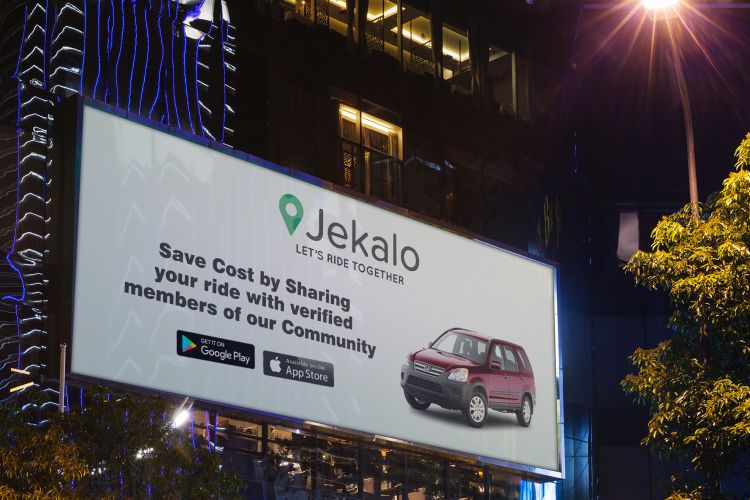 Jekalo
LET'S RIDE TOGETHER
Save Cost by Sharing
your ride with verified
members of our Community
GET IT ON
Google Play
Available on the
App Store